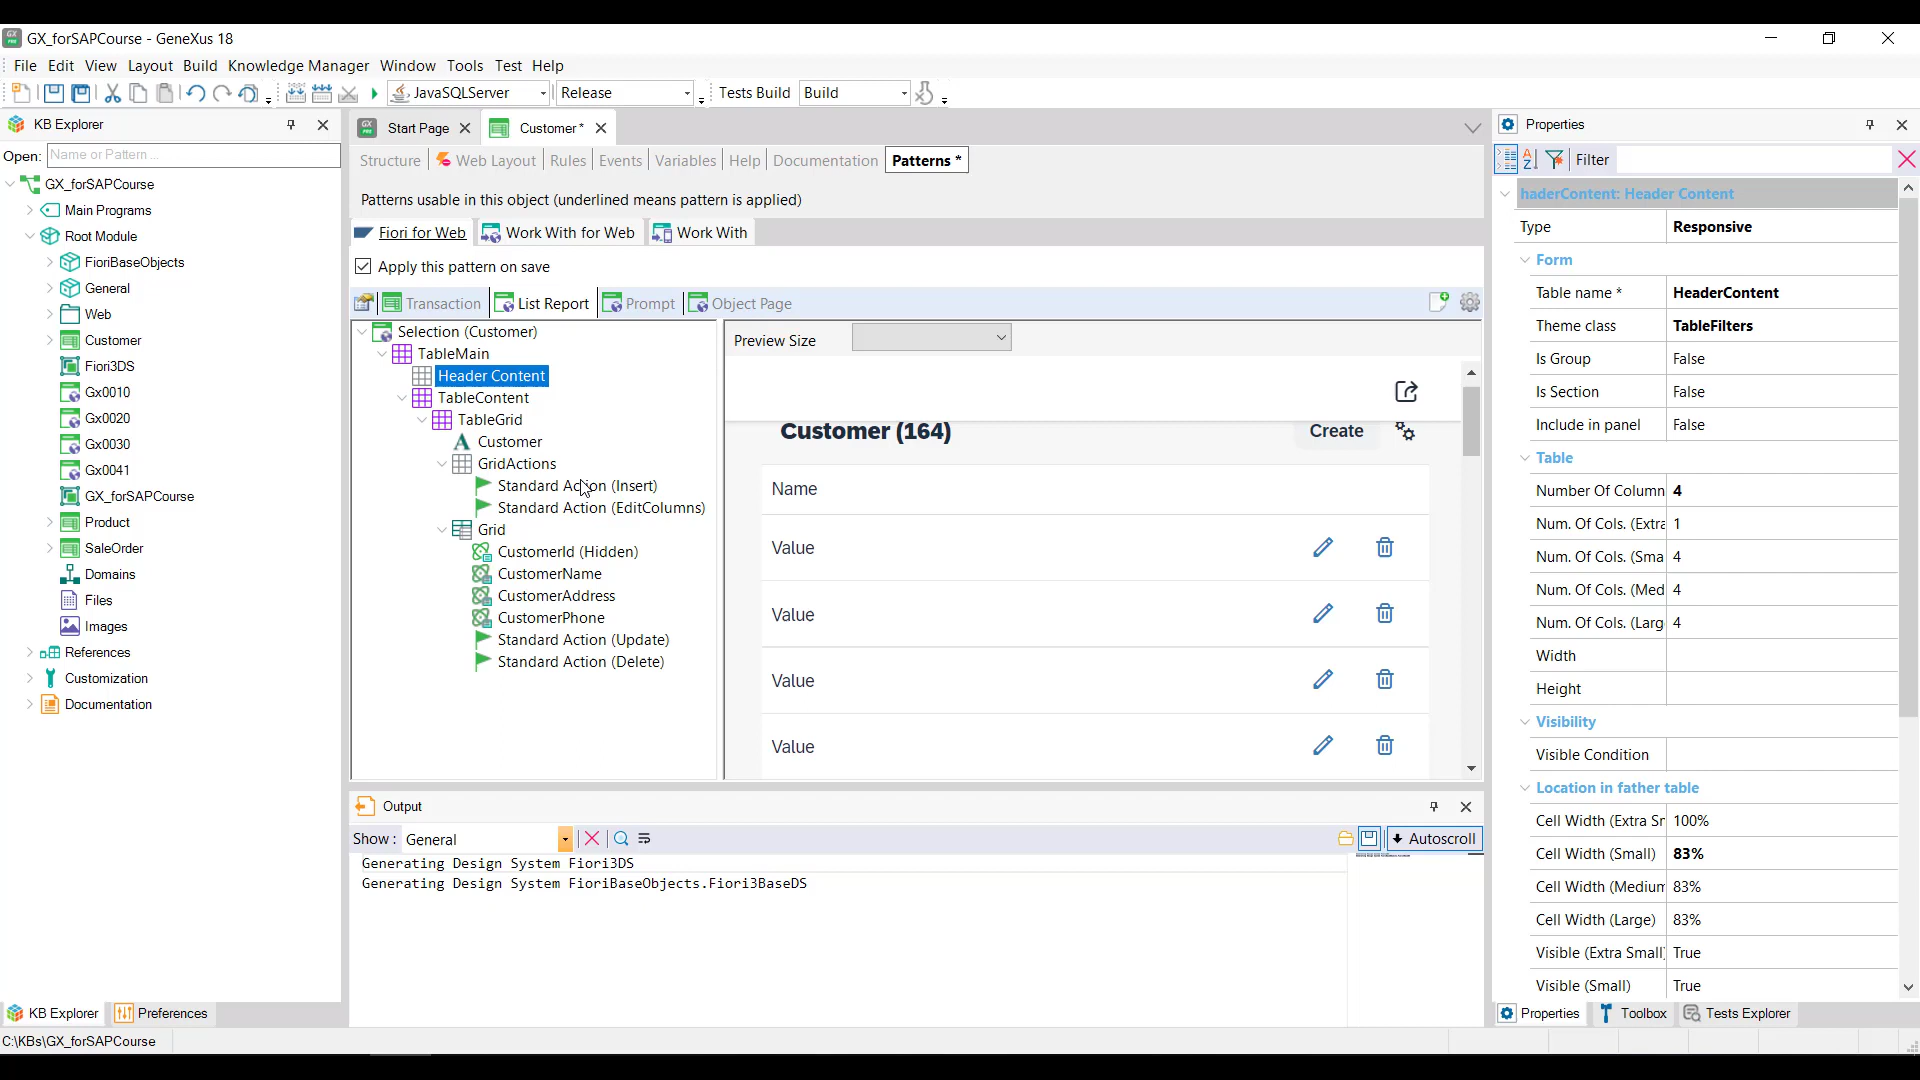 GX_forSAPCourse - GeneXus 18
File Edit View Layout Build Knowledge Manager Window Tools Test Help
JavaSQLServer Release Tests Build Build
KB Explorer
Open: Name or Pattern ...
GX_forSAPCourse
Main Programs
Root Module
FioriBaseObjects
General
Web
Customer
Fiori3DS
Gx0010
Gx0020
Gx0030
Gx0041
GX_forSAPCourse
Product
SaleOrder
Domains
Files
Images
References
Customization
Documentation
KB Explorer Preferences
C:\KBs\GX_forSAPCourse
Start Page Customer*
Structure Web Layout Rules Events Variables Help Documentation Patterns *
Patterns usable in this object (underlined means pattern is applied)
Fiori for Web Work With for Web Work With
Apply this pattern on save
Transaction List Report Prompt Object Page
Selection (Customer)
TableMain
Header Content
TableContent
TableGrid
Customer
GridActions
Standard Action (Insert)
Standard Action (EditColumns)
Grid
CustomerId (Hidden)
CustomerName
CustomerAddress
CustomerPhone
Standard Action (Update)
Standard Action (Delete)
Preview Size
Customer (164) Create
Name
Value
Value
Value
Value
Output
Show : General Autoscroll
Generating Design System Fiori3DS
Generating Design System FioriBaseObjects.Fiori3BaseDS
Properties
Filter
haderContent: Header Content
Type Responsive
Form
Table name * HeaderContent
Theme class TableFilters
Is Group False
Is Section False
Include in panel False
Table
Number Of Column 4
Num. Of Cols. (Extra 1
Num. Of Cols. (Sma 4
Num. Of Cols. (Med 4
Num. Of Cols. (Larg 4
Width
Height
Visibility
Visible Condition
Location in father table
Cell Width (Extra Sr 100%
Cell Width (Small) 83%
Cell Width (Medium 83%
Cell Width (Large) 83%
Visible (Extra Small) True
Visible (Small) True
Properties Toolbox Tests Explorer